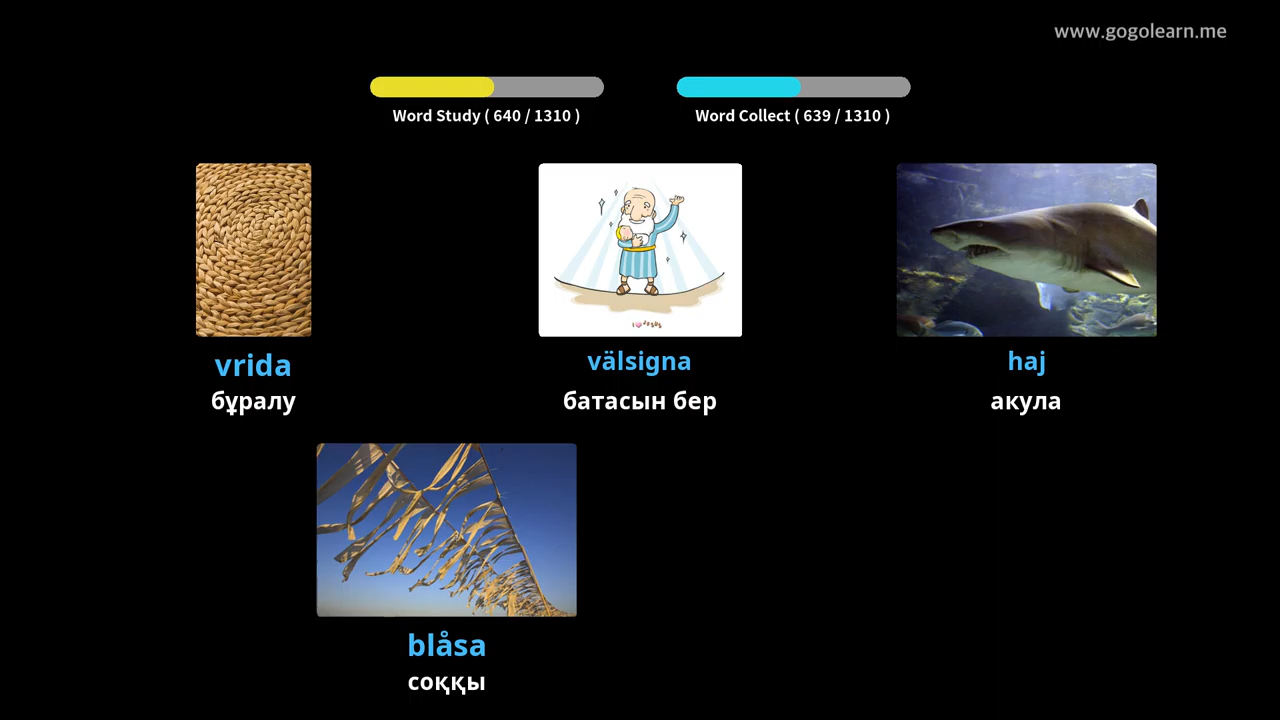 www.gogolearn.me
Word Study ( 640 / 1310 )
Word Collect ( 639 / 1310 )
I ❤ JESUS
vrida
бұралу
välsigna
батасын бер
haj
акула
blåsa
соққы